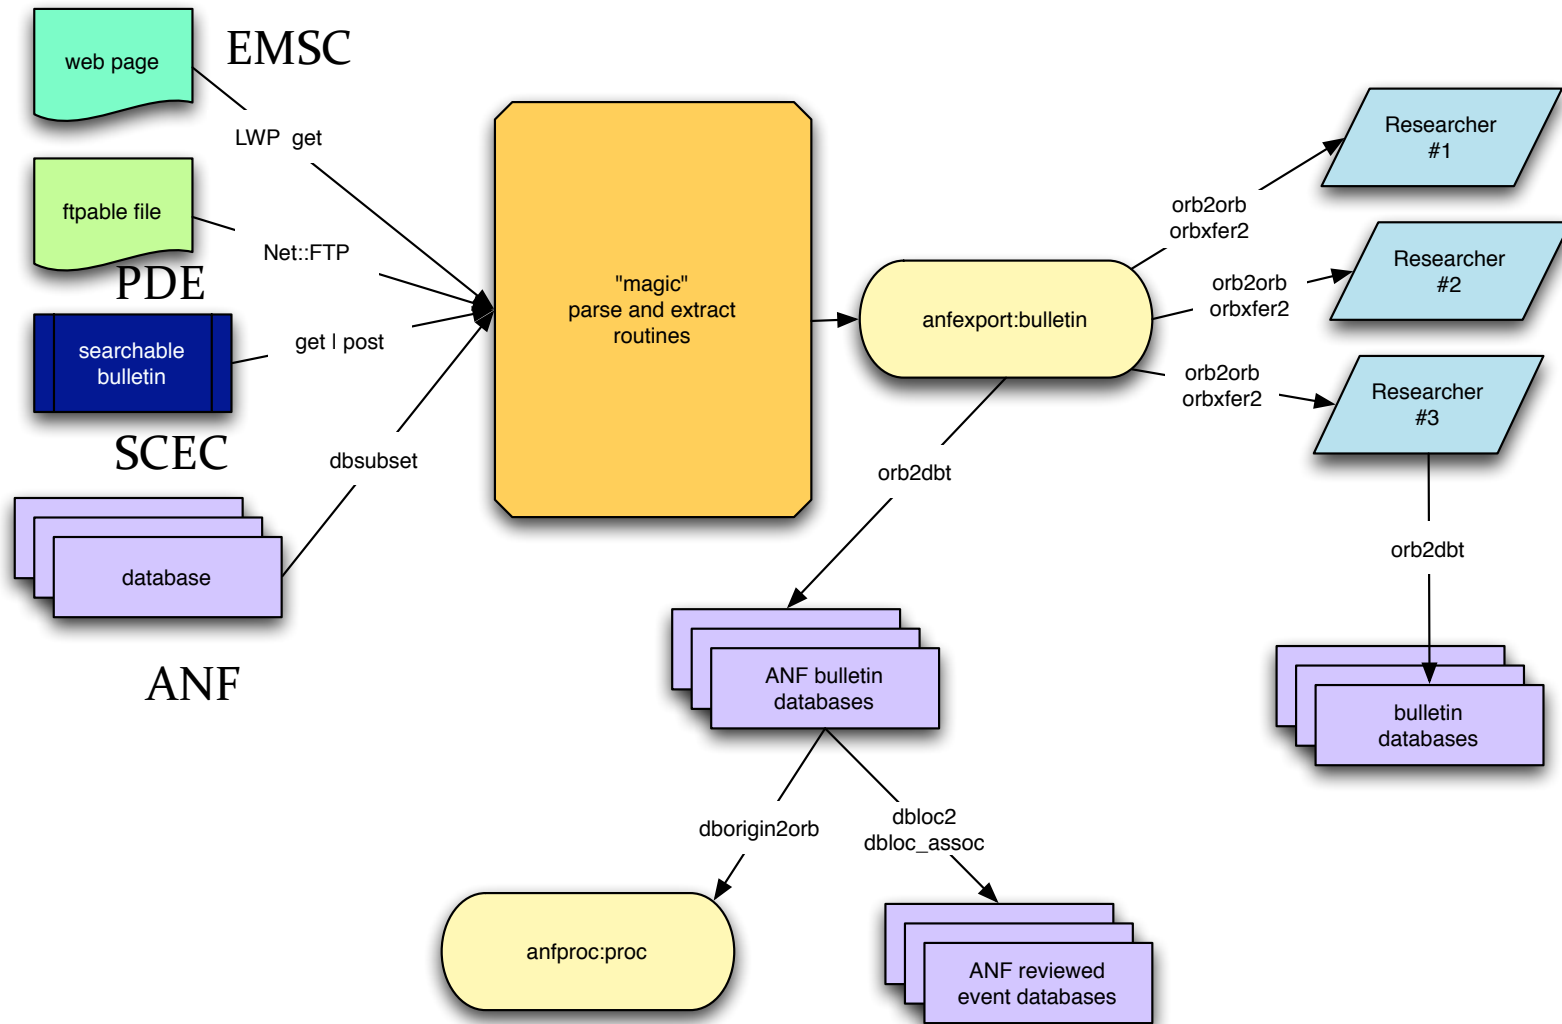 web page
EMSC
LWP  get
ftpable file
Net::FTP
PDE
searchable
bulletin
get | post
SCEC
dbsubset
database
ANF
"magic"
parse and extract
routines
anfexport:bulletin
orb2orb
orbxfer2
Researcher
#1
orb2orb
orbxfer2
Researcher
#2
orb2orb
orbxfer2
Researcher
#3
orb2dbt
orb2dbt
ANF bulletin
databases
bulletin
databases
dborigin2orb
dbloc2
dbloc_assoc
anfproc:proc
ANF reviewed
event databases